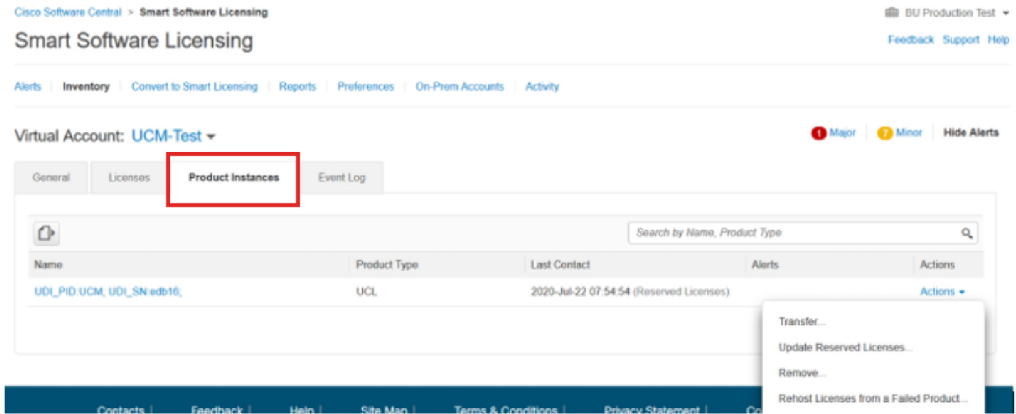 Cisco Software Central > Smart Software Licensing
BU Production Test
Smart Software Licensing
Feedback Support Help
Alerts Inventory Convert to Smart Licensing Reports Preferences On-Prem Accounts Activity
Virtual Account: UCM-Test
1 Major 7 Minor Hide Alerts
General Licenses Product Instances Event Log
Search by Name, Product Type
Name Product Type Last Contact Alerts Actions
UDI_PID:UCM; UDI_SN:edb16; UCL 2020-Jul-22 07:54:54 (Reserved Licenses) Actions
Transfer...
Update Reserved Licenses...
Remove...
Rehost Licenses from a Failed Product...
Contacts | Feedback | Help | Site Map | Terms & Conditions | Privacy Statement | Co